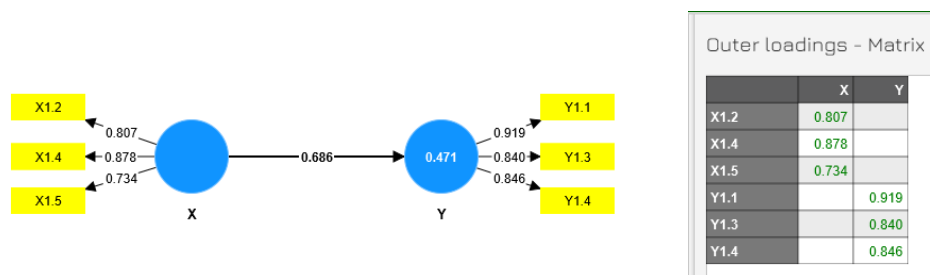 X1.2
X1.4
X1.5
0.807
0.878
0.734
X
0.686
0.471
Y
0.919
0.840
0.846
Y1.1
Y1.3
Y1.4
Outer loadings - Matrix
X Y
X1.2 0.807
X1.4 0.878
X1.5 0.734
Y1.1 0.919
Y1.3 0.840
Y1.4 0.846